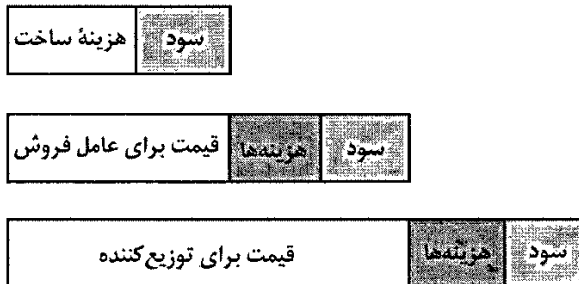 هزینهٔ ساخت سود
قیمت برای عامل فروش هزینه‌ها سود
قیمت برای توزیع‌کننده هزینه‌ها سود